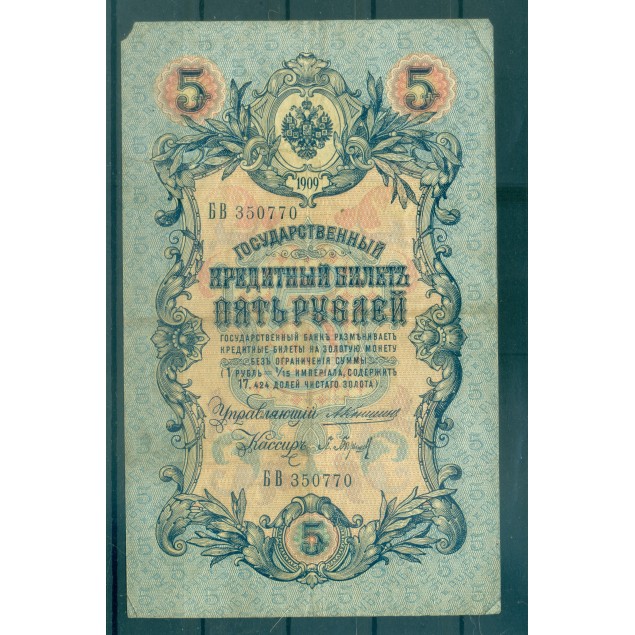 5 5
1909
БВ 350770
ГОСУДАРСТВЕННЫЙ
КРЕДИТНЫЙ БИЛЕТЪ
ПЯТЬ РУБЛЕЙ
ГОСУДАРСТВЕННЫЙ БАНКЪ РАЗМѢНИВАЕТЪ
КРЕДИТНЫЕ БИЛЕТЫ НА ЗОЛОТУЮ МОНЕТУ
БЕЗЪ ОГРАНИЧЕНІЯ СУММЫ
(1 РУБЛЬ = 1/15 ИМПЕРІАЛА, СОДЕРЖИТЪ
17,424 ДОЛЕЙ ЧИСТАГО ЗОЛОТА).
Управляющій
Кассиръ
БВ 350770
5